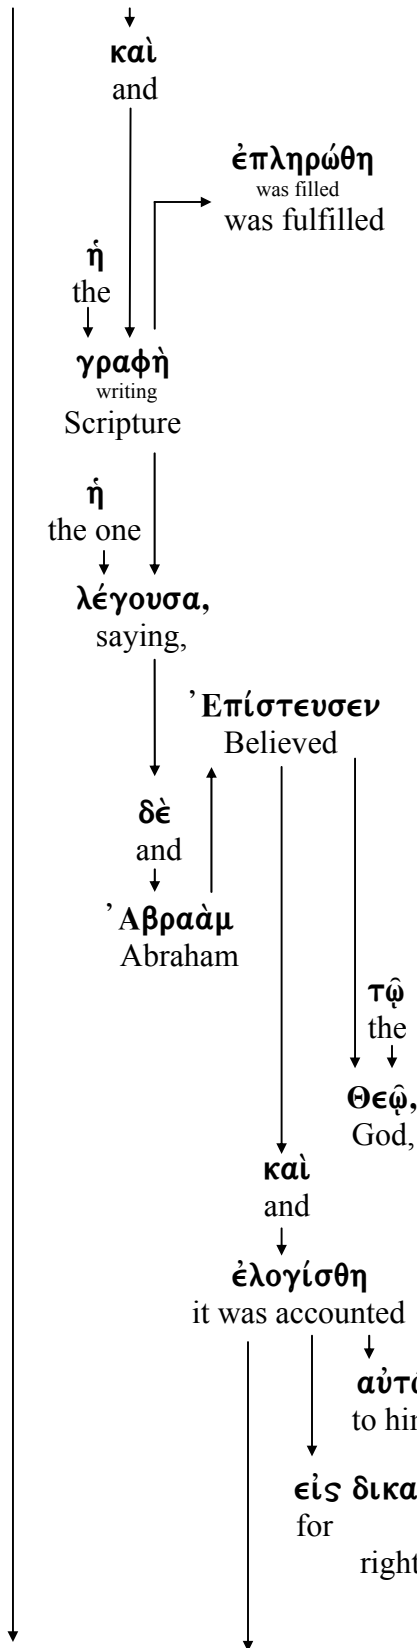 καὶ
and
ἐπληρώθη
was filled
was fulfilled
ἡ
the
γραφὴ
writing
Scripture
ἡ
the one
λέγουσα,
saying,
᾿Επίστευσεν
Believed
δὲ
and
᾿Αβραὰμ
Abraham
τῷ
the
Θεῷ,
God,
καὶ
and
ἐλογίσθη
it was accounted
to
εἰς
for